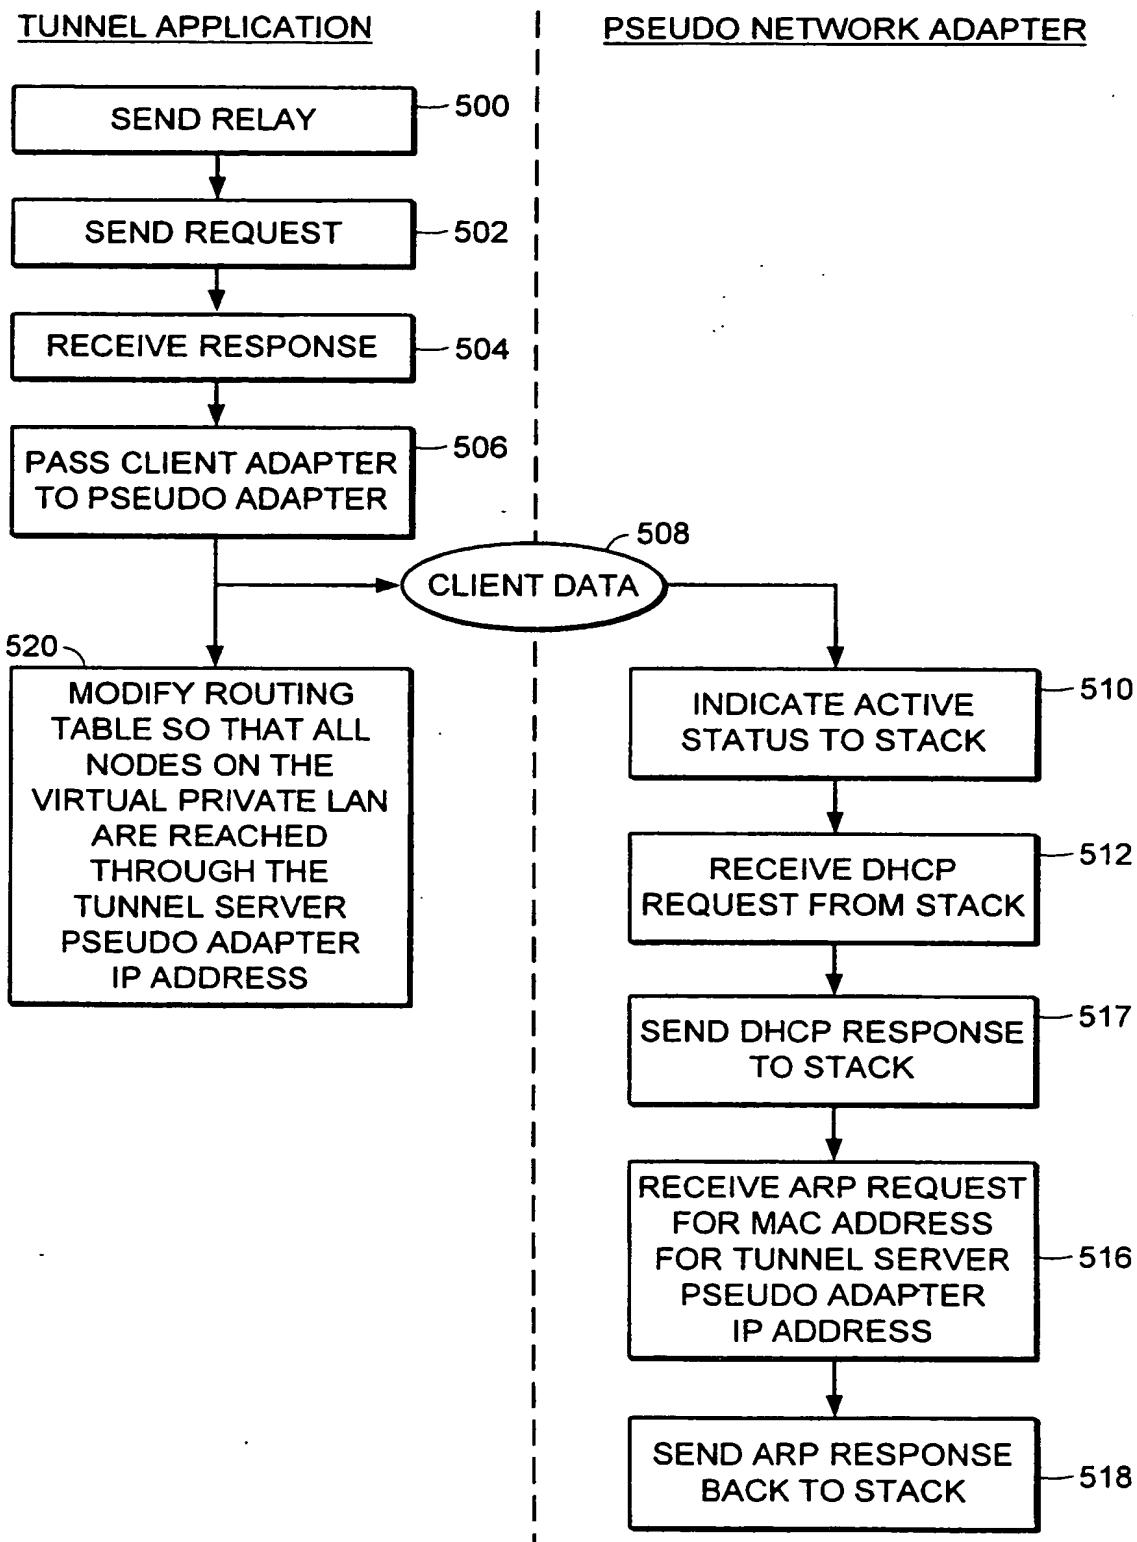 TUNNEL APPLICATION
PSEUDO NETWORK ADAPTER
SEND RELAY
500
SEND REQUEST
502
RECEIVE RESPONSE
504
PASS CLIENT ADAPTER
TO PSEUDO ADAPTER
506
CLIENT DATA
508
520
MODIFY ROUTING
TABLE SO THAT ALL
NODES ON THE
VIRTUAL PRIVATE LAN
ARE REACHED
THROUGH THE
TUNNEL SERVER
PSEUDO ADAPTER
IP ADDRESS
INDICATE ACTIVE
STATUS TO STACK
510
RECEIVE DHCP
REQUEST FROM STACK
512
SEND DHCP RESPONSE
TO STACK
517
RECEIVE ARP REQUEST
FOR MAC ADDRESS
FOR TUNNEL SERVER
PSEUDO ADAPTER
IP ADDRESS
516
SEND ARP RESPONSE
BACK TO STACK
518